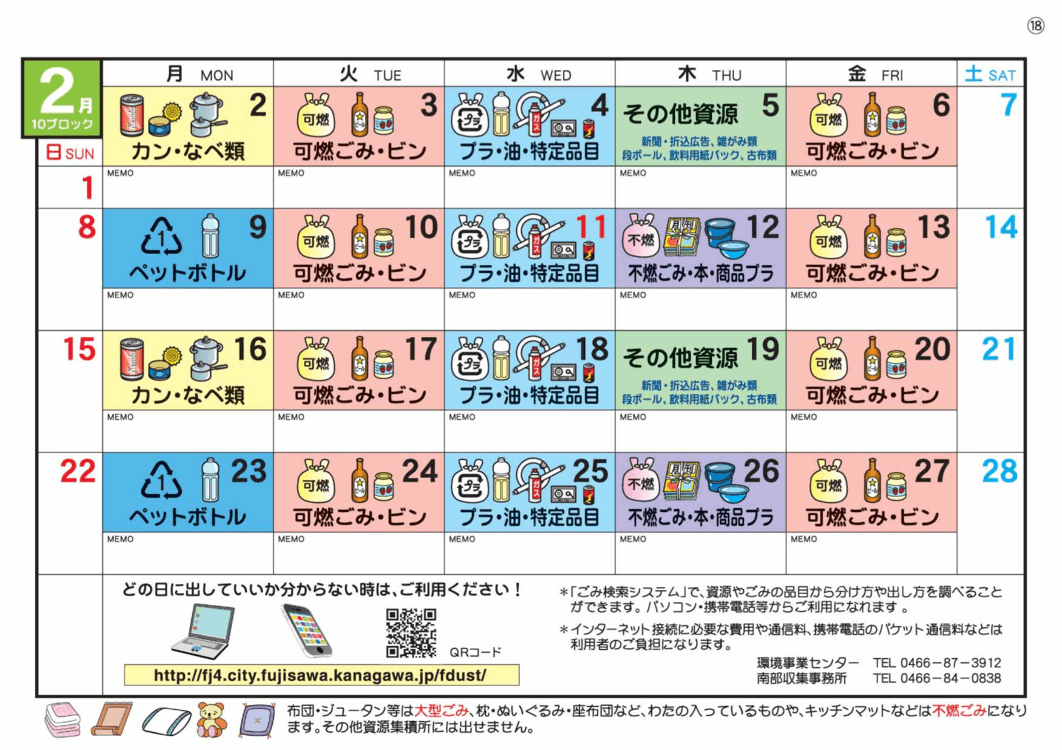 ⑱
2月
10ブロック
月 MON
火 TUE
水 WED
木 THU
金 FRI
土 SAT
日 SUN
1
2
カン・なべ類
MEMO
可燃
3
可燃ごみ・ビン
MEMO
プラ
ガス
4
プラ・油・特定品目
MEMO
その他資源 5
新聞・折込広告、雑がみ類
段ボール、飲料用紙パック、古布類
MEMO
可燃
6
可燃ごみ・ビン
MEMO
7
8
1
9
ペットボトル
MEMO
可燃
10
可燃ごみ・ビン
MEMO
プラ
ガス
11
プラ・油・特定品目
MEMO
不燃
月刊
12
不燃ごみ・本・商品プラ
MEMO
可燃
13
可燃ごみ・ビン
MEMO
14
15
16
カン・なべ類
MEMO
可燃
17
可燃ごみ・ビン
MEMO
プラ
ガス
18
プラ・油・特定品目
MEMO
その他資源 19
新聞・折込広告、雑がみ類
段ボール、飲料用紙パック、古布類
MEMO
可燃
20
可燃ごみ・ビン
MEMO
21
22
1
23
ペットボトル
MEMO
可燃
24
可燃ごみ・ビン
MEMO
プラ
ガス
25
プラ・油・特定品目
MEMO
不燃
月刊
26
不燃ごみ・本・商品プラ
MEMO
可燃
27
可燃ごみ・ビン
MEMO
28
どの日に出していいか分からない時は、ご利用ください！
QRコード
http://fj4.city.fujisawa.kanagawa.jp/fdust/
＊「ごみ検索システム」で、資源やごみの品目から分け方や出し方を調べること
ができます。パソコン・携帯電話等からご利用になれます 。
＊インターネット接続に必要な費用や通信料、携帯電話のパケット通信料などは
利用者のご負担になります。
環境事業センター TEL 0466－87－3912
南部収集事務所 TEL 0466－84－0838
布団・ジュータン等は大型ごみ、枕・ぬいぐるみ・座布団など、わたの入っているものや、キッチンマットなどは不燃ごみになり
ます。その他資源集積所には出せません。